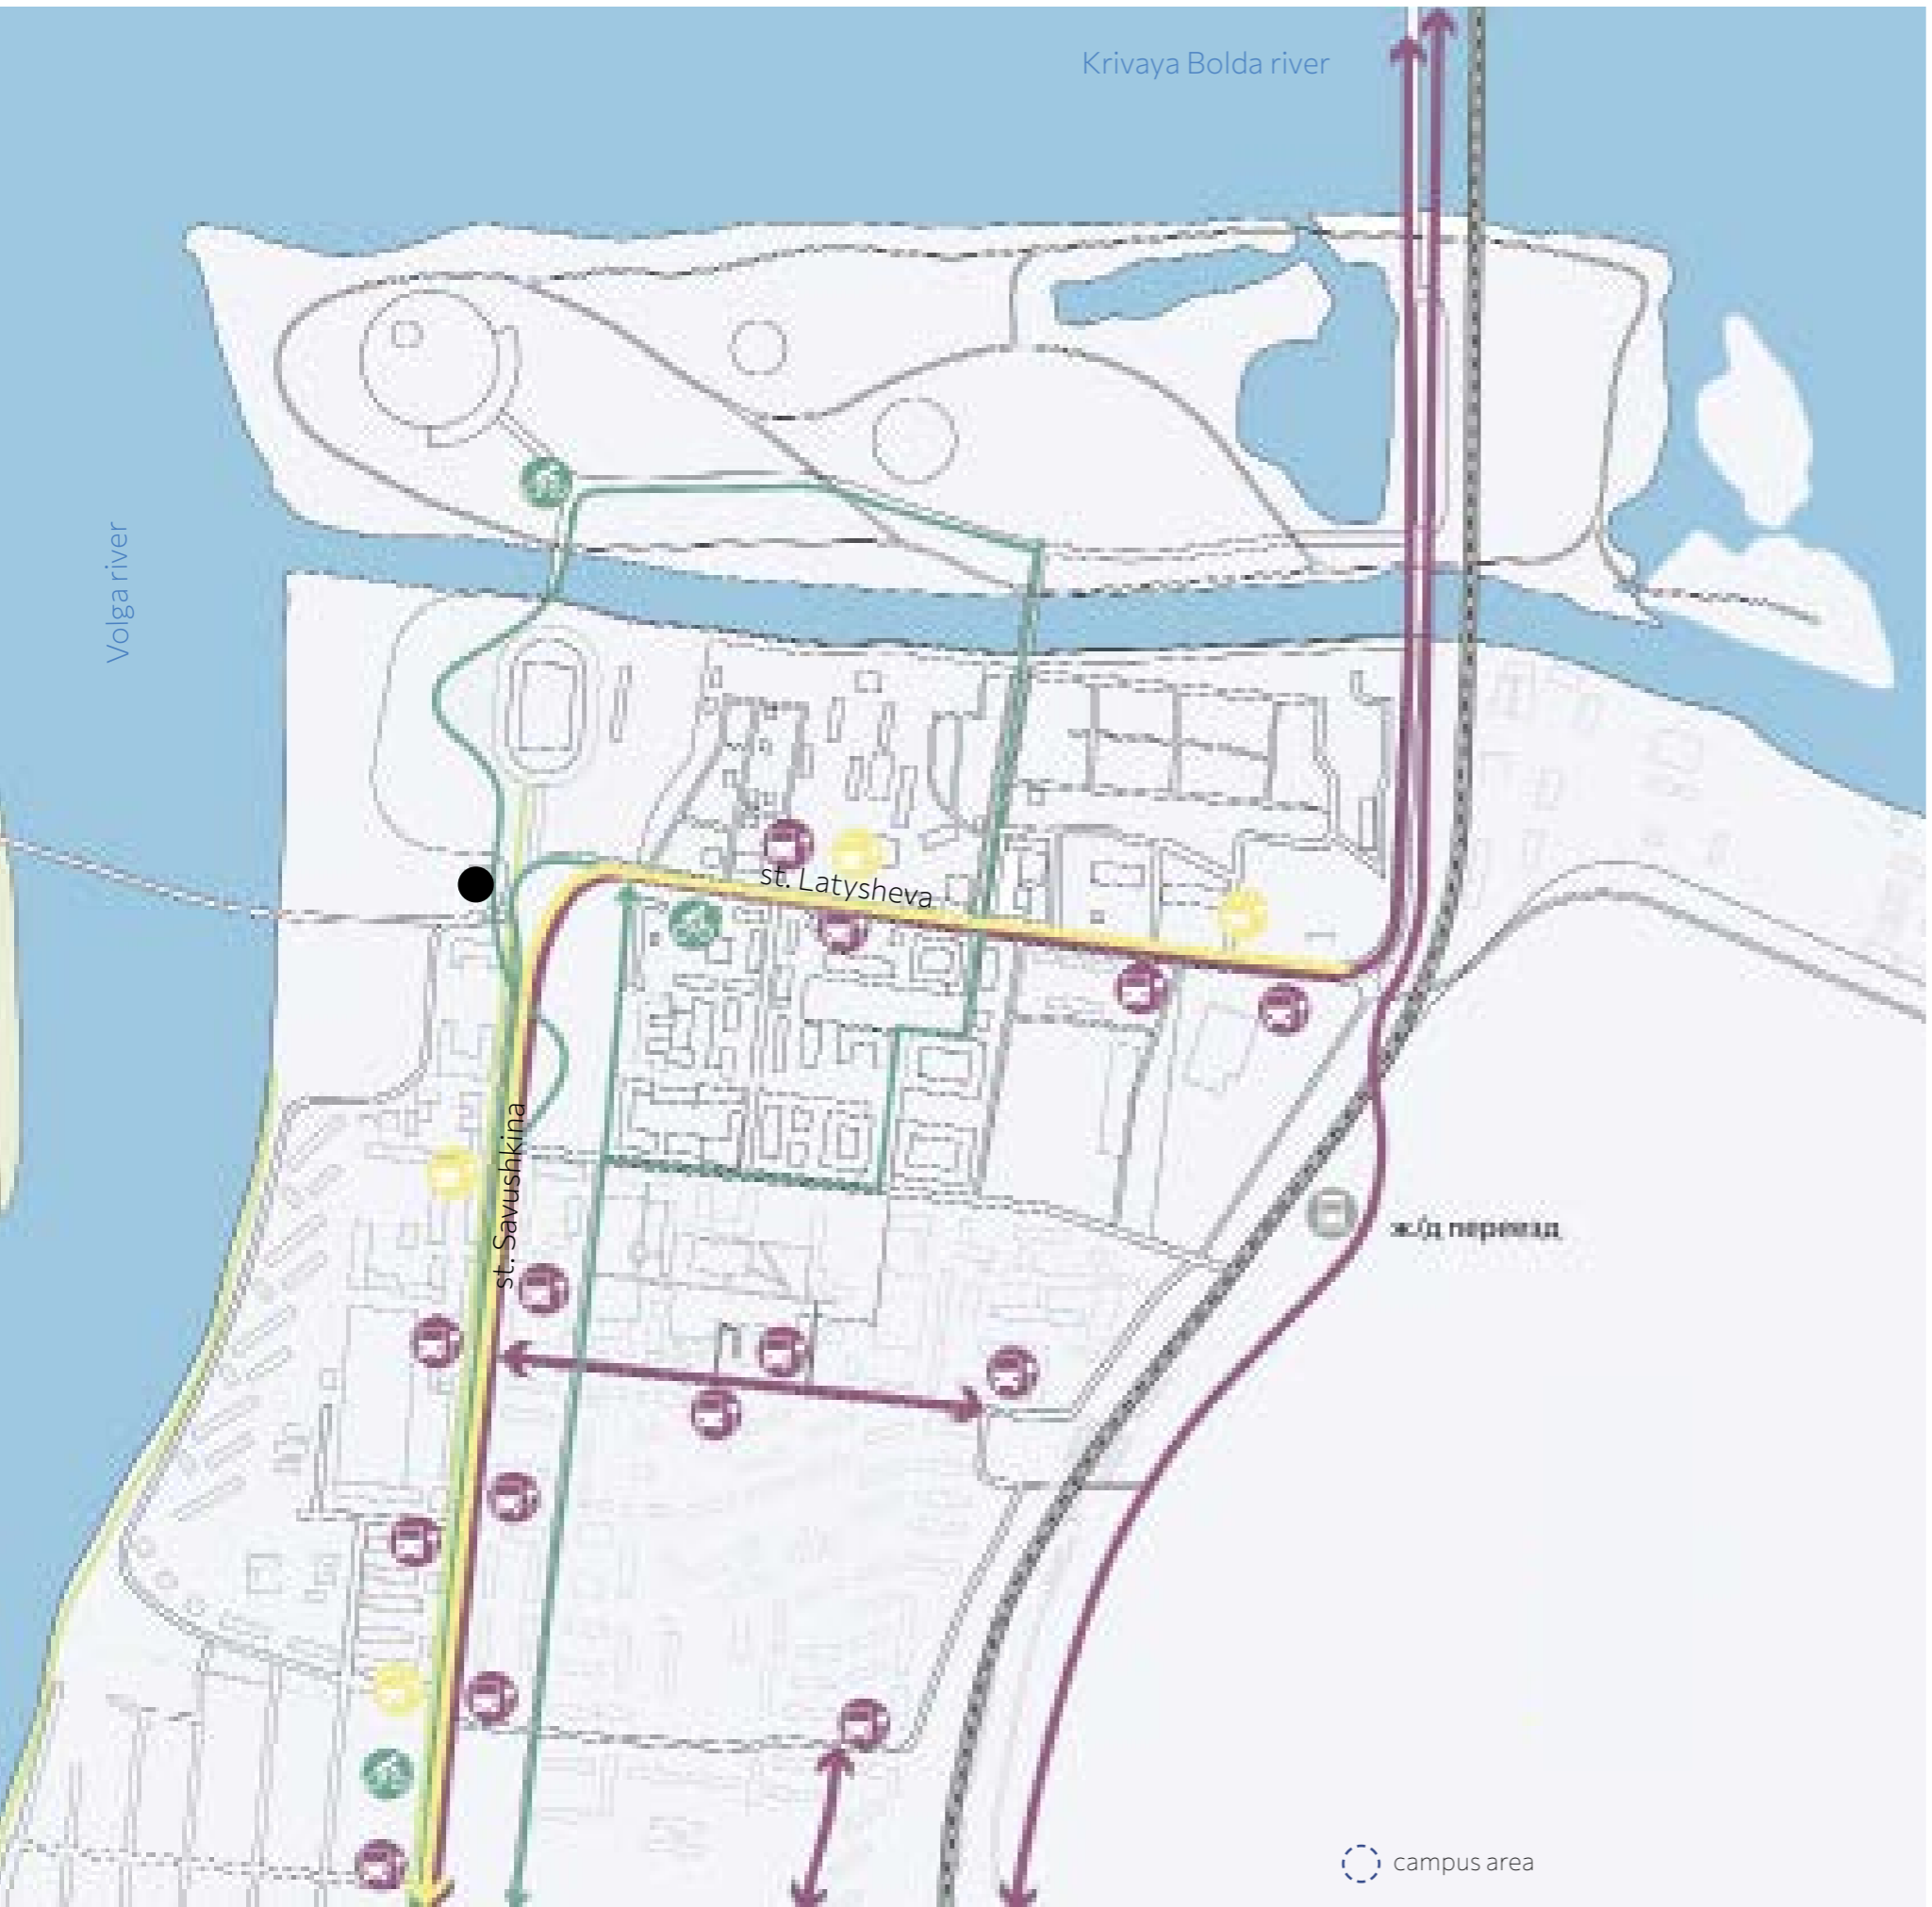 Krivaya Bolda river
Volga river
st. Latysheva
st. Savushkina
ж/д переезд
campus area